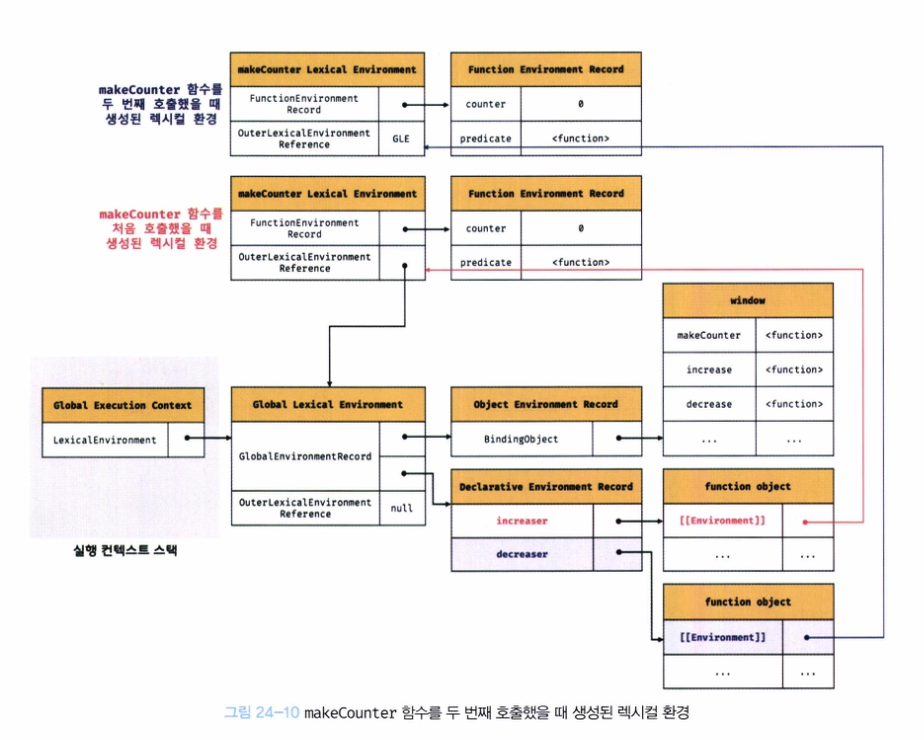 makeCounter 함수를
두 번째 호출했을 때
생성된 렉시컬 환경
makeCounter Lexical Environment
FunctionEnvironment
Record
OuterLexicalEnvironment
Reference
GLE
Function Environment Record
counter 0
predicate <function>
makeCounter 함수를
처음 호출했을 때
생성된 렉시컬 환경
makeCounter Lexical Environment
FunctionEnvironment
Record
OuterLexicalEnvironment
Reference
Function Environment Record
counter 0
predicate <function>
window
makeCounter <function>
increase <function>
decrease <function>
... ...
Global Execution Context
LexicalEnvironment
실행 컨텍스트 스택
Global Lexical Environment
GlobalEnvironmentRecord
OuterLexicalEnvironment
Reference
null
Object Environment Record
BindingObject
Declarative Environment Record
increaser
decreaser
function object
[[Environment]]
... ...
function object
[[Environment]]
... ...
그림 24-10 makeCounter 함수를 두 번째 호출했을 때 생성된 렉시컬 환경